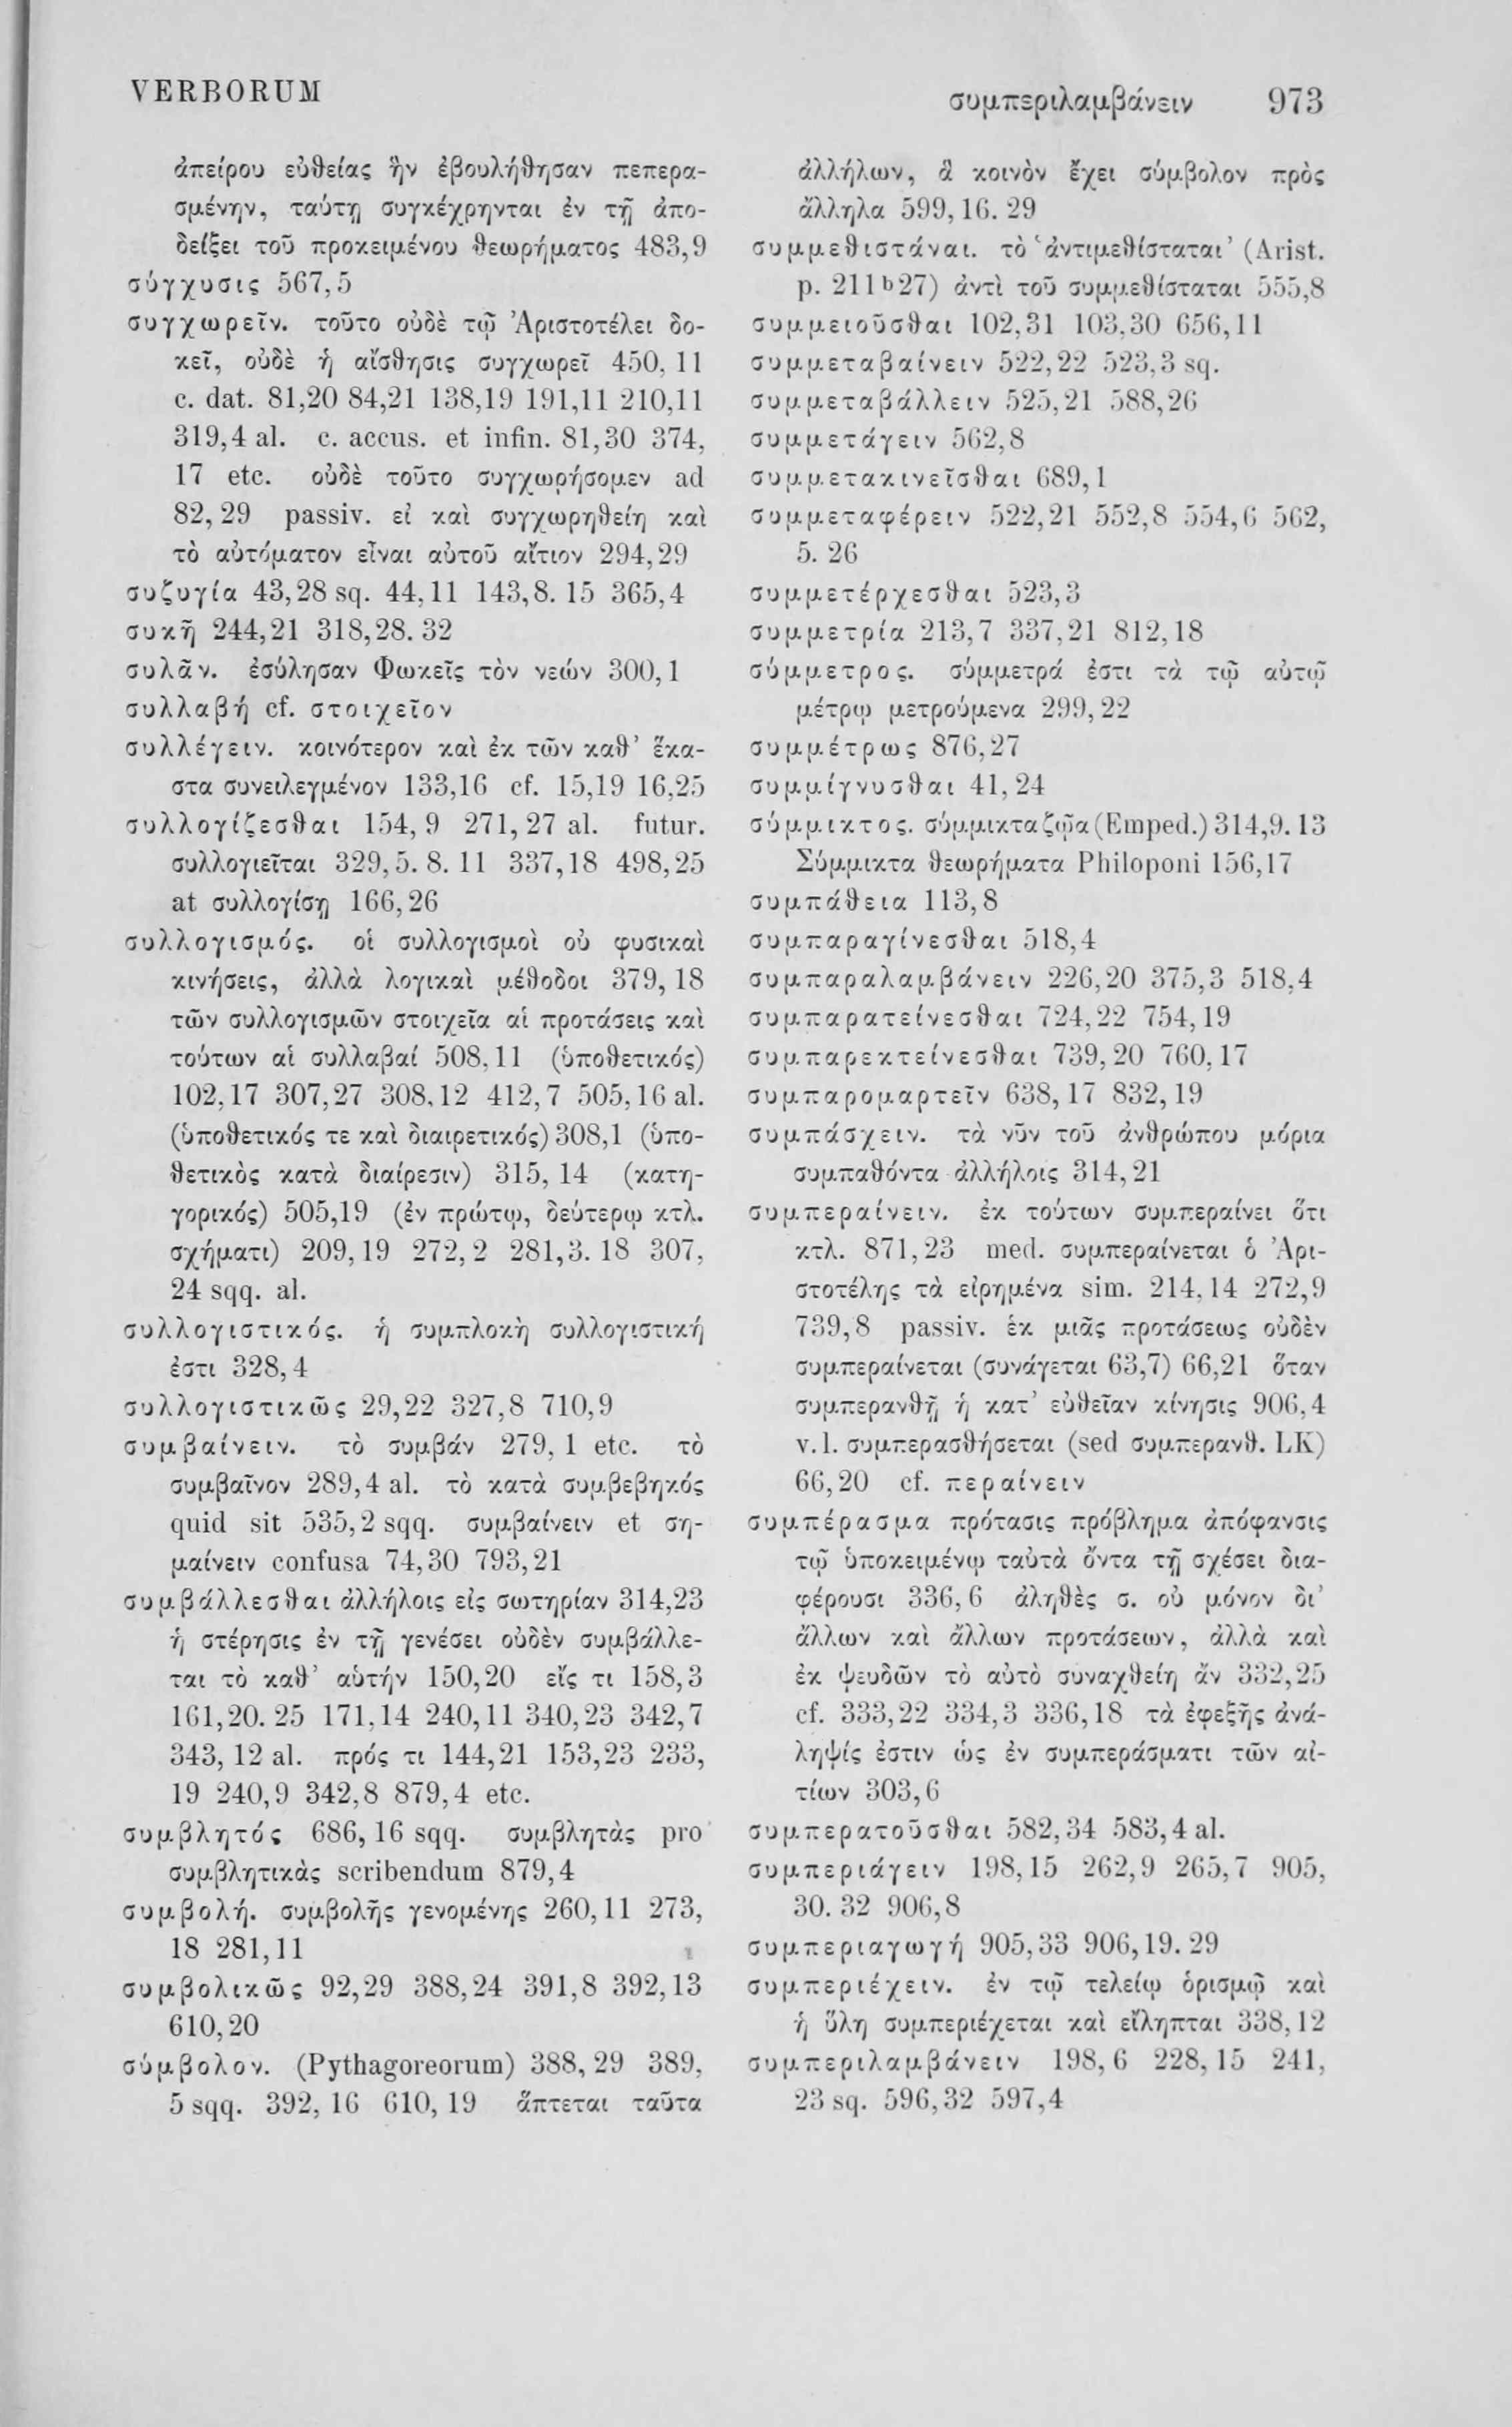 VERBORUM
συμπεριλαμβάνειν 973
ἀπείρου εὐθείας ἣν ἐβουλήθησαν πεπερα-
σμένην, ταύτῃ συγκέχρηνται ἐν τῇ ἀπο-
δείξει τοῦ προκειμένου θεωρήματος 483,9
σύγχυσις 567,5
συγχωρεῖν. τοῦτο οὐδὲ τῷ Ἀριστοτέλει δο-
κεῖ, οὐδὲ ἡ αἴσθησις συγχωρεῖ 450, 11
c. dat. 81,20 84,21 138,19 191,11 210,11
319,4 al. c. accus. et infin. 81,30 374,
17 etc. οὐδὲ τοῦτο συγχωρήσομεν ad
82, 29 passiv. εἰ καὶ συγχωρηθείη καὶ
τὸ αὐτόματον εἶναι αὐτοῦ αἴτιον 294,29
συζυγία 43,28 sq. 44,11 143,8. 15 365,4
συκῆ 244,21 318,28. 32
συλᾶν. ἐσύλησαν Φωκεῖς τὸν νεών 300,1
συλλαβή cf. στοιχεῖον
συλλέγειν. κοινότερον καὶ ἐκ τῶν καθ’ ἕκα-
στα συνειλεγμένον 133,16 cf. 15,19 16,25
συλλογίζεσθαι 154, 9 271, 27 al. futur.
συλλογιεῖται 329,5. 8. 11 337,18 498,25
at συλλογίσῃ 166,26
συλλογισμός. οἱ συλλογισμοὶ οὐ φυσικαὶ
κινήσεις, ἀλλὰ λογικαὶ μέθοδοι 379, 18
τῶν συλλογισμῶν στοιχεῖα αἱ προτάσεις καὶ
τούτων αἱ συλλαβαί 508,11 (ὑποθετικός)
102,17 307,27 308,12 412,7 505,16 al.
(ὑποθετικός τε καὶ διαιρετικός) 308,1 (ὑπο-
θετικὸς κατὰ διαίρεσιν) 315, 14 (κατη-
γορικός) 505,19 (ἐν πρώτῳ, δεύτερῳ κτλ.
σχήματι) 209,19 272,2 281,3. 18 307,
24 sqq. al.
συλλογιστικός. ἡ συμπλοκὴ συλλογιστική
ἐστι 328,4
συλλογιστικῶς 29,22 327,8 710,9
συμβαίνειν. τὸ συμβάν 279, 1 etc. τὸ
συμβαῖνον 289,4 al. τὸ κατὰ συμβεβηκός
quid sit 535,2 sqq. συμβαίνειν et ση-
μαίνειν confusa 74,30 793,21
συμβάλλεσθαι ἀλλήλοις εἰς σωτηρίαν 314,23
ἡ στέρησις ἐν τῇ γενέσει οὐδὲν συμβάλλε-
ται τὸ καθ’ αὑτήν 150,20 εἴς τι 158,3
161,20. 25 171,14 240,11 340,23 342,7
343, 12 al. πρός τι 144,21 153,23 233,
19 240,9 342,8 879,4 etc.
συμβλητός 686,16 sqq. συμβλητὰς pro
συμβλητικὰς scribendum 879,4
συμβολή. συμβολῆς γενομένης 260,11 273,
18 281,11
συμβολικῶς 92,29 388,24 391,8 392,13
610,20
σύμβολον. (Pythagoreorum) 388, 29 389,
5 sqq. 392, 16 610, 19 ἅπτεται ταῦτα
ἀλλήλων, ἃ κοινὸν ἔχει σύμβολον πρὸς
ἄλληλα 599,16. 29
συμμεθιστάναι. τὸ ‘ἀντιμεθίσταται’ (Arist.
p. 211 b 27) ἀντὶ τοῦ συμμεθίσταται 555,8
συμμειοῦσθαι 102,31 103,30 656,11
συμμεταβαίνειν 522,22 523,3 sq.
συμμεταβάλλειν 525,21 588,26
συμμετάγειν 562,8
συμμετακινεῖσθαι 689,1
συμμεταφέρειν 522,21 552,8 554,6 562,
5. 26
συμμετέρχεσθαι 523,3
συμμετρία 213,7 337,21 812,18
σύμμετρος. σύμμετρά ἐστι τὰ τῷ αὐτῷ
μέτρῳ μετρούμενα 299,22
συμμέτρως 876,27
συμμίγνυσθαι 41,24
σύμμικτος. σύμμικτα ζῷα (Emped.) 314,9. 13
Σύμμικτα θεωρήματα Philoponi 156,17
συμπάθεια 113,8
συμπαραγίνεσθαι 518,4
συμπαραλαμβάνειν 226,20 375,3 518,4
συμπαρατείνεσθαι 724,22 754,19
συμπαρεκτείνεσθαι 739,20 760,17
συμπαρομαρτεῖν 638,17 832,19
συμπάσχειν. τὰ νῦν τοῦ ἀνθρώπου μόρια
συμπαθόντα ἀλλήλοις 314,21
συμπεραίνειν. ἐκ τούτων συμπεραίνει ὅτι
κτλ. 871,23 med. συμπεραίνεται ὁ Ἀρι-
στοτέλης τὰ εἰρημένα sim. 214,14 272,9
739,8 passiv. ἐκ μιᾶς προτάσεως οὐδὲν
συμπεραίνεται (συνάγεται 63,7) 66,21 ὅταν
συμπερανθῇ ἡ κατ’ εὐθεῖαν κίνησις 906,4
v. l. συμπερασθήσεται (sed συμπερανθ. LK)
66,20 cf. περαίνειν
συμπέρασμα πρότασις πρόβλημα ἀπόφανσις
τῷ ὑποκειμένῳ ταὐτὰ ὄντα τῇ σχέσει δια-
φέρουσι 336,6 ἀληθὲς σ. οὐ μόνον δι’
ἄλλων καὶ ἄλλων προτάσεων, ἀλλὰ καὶ
ἐκ ψευδῶν τὸ αὐτὸ συναχθείη ἄν 332,25
cf. 333,22 334,3 336,18 τὰ ἐφεξῆς ἀνά-
ληψίς ἐστιν ὡς ἐν συμπεράσματι τῶν αἰ-
τίων 303,6
συμπερατοῦσθαι 582,34 583,4 al.
συμπεριάγειν 198,15 262,9 265,7 905,
30. 32 906,8
συμπεριαγωγή 905,33 906,19. 29
συμπεριέχειν. ἐν τῷ τελείῳ ὁρισμῷ καὶ
ἡ ὕλη συμπεριέχεται καὶ εἴληπται 338,12
συμπεριλαμβάνειν 198, 6 228, 15 241,
23 sq. 596,32 597,4